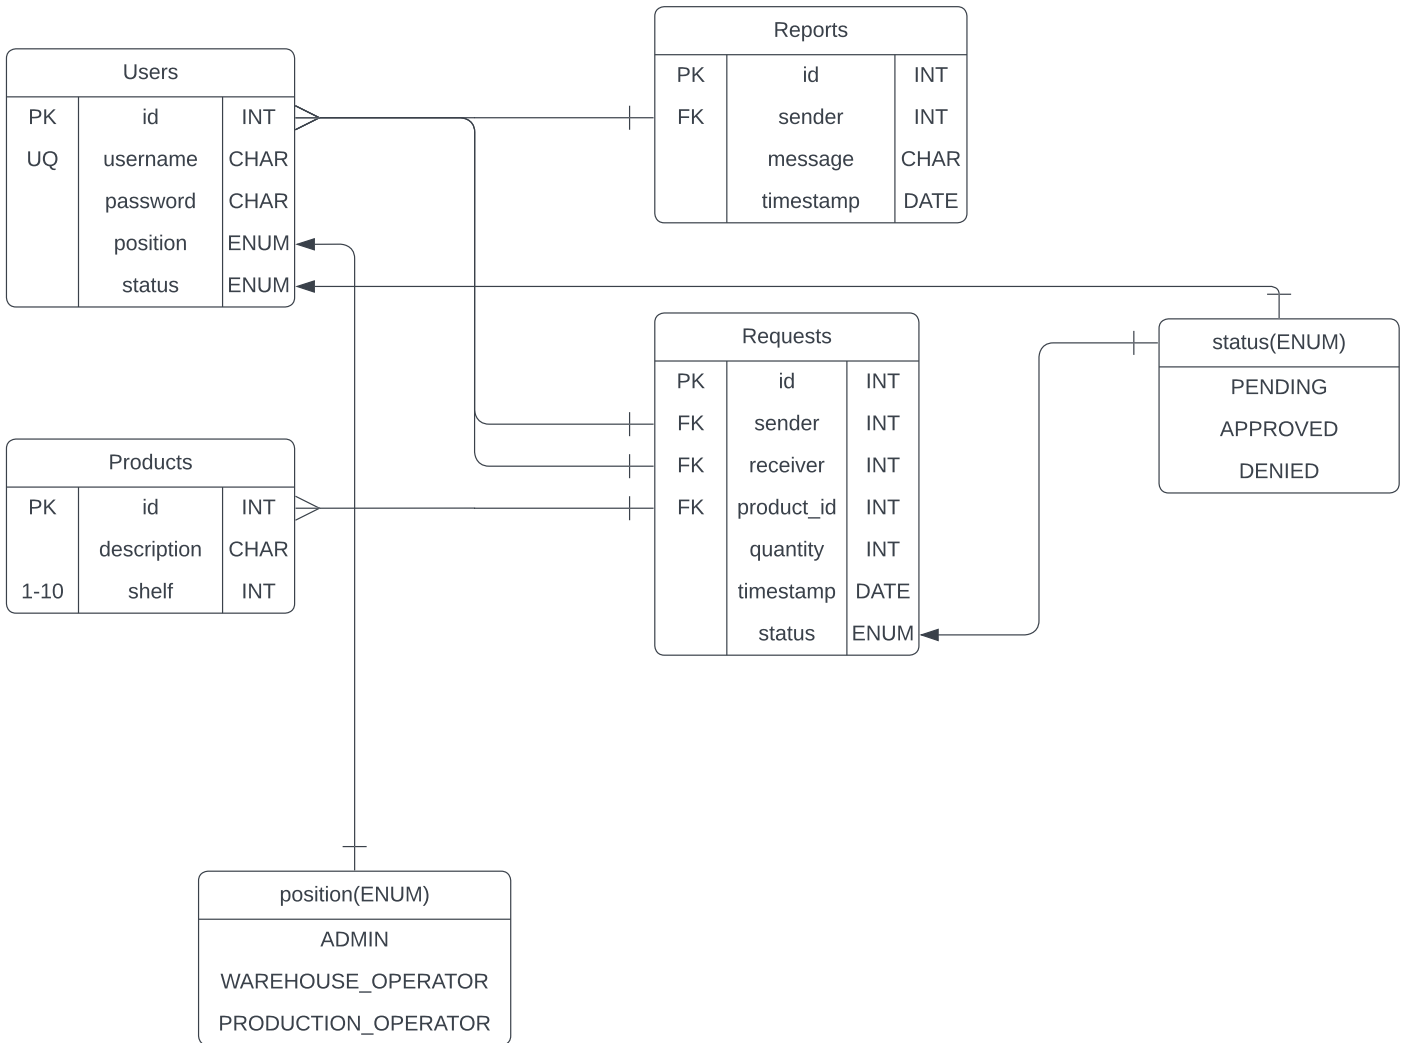 Users
PK id INT
UQ username CHAR
password CHAR
position ENUM
status ENUM
Reports
PK id INT
FK sender INT
message CHAR
timestamp DATE
Requests
PK id INT
FK sender INT
FK receiver INT
FK product_id INT
quantity INT
timestamp DATE
status ENUM
status(ENUM)
PENDING
APPROVED
DENIED
Products
PK id INT
description CHAR
1-10 shelf INT
position(ENUM)
ADMIN
WAREHOUSE_OPERATOR
PRODUCTION_OPERATOR